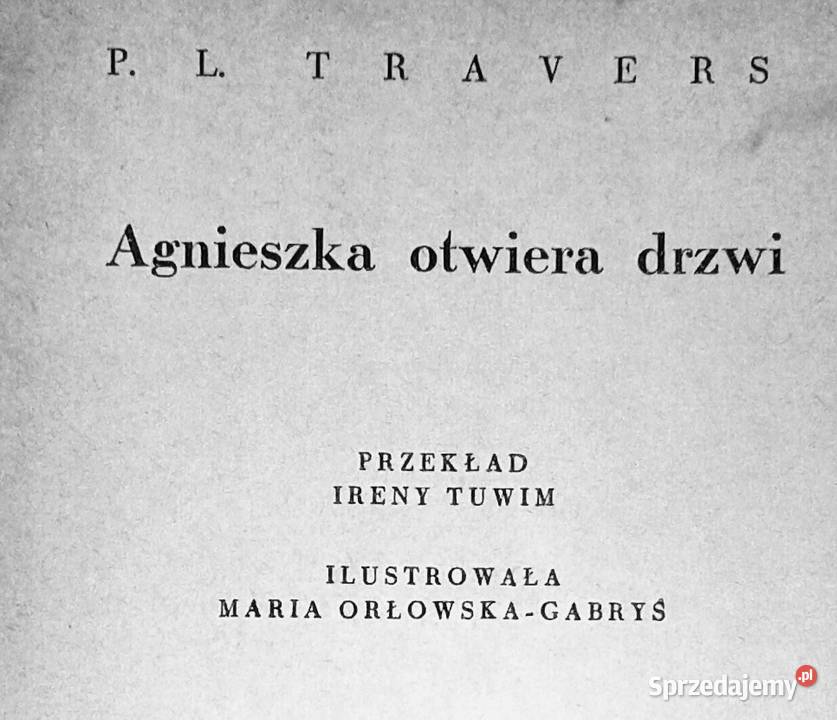 P. L. TRAVERS
Agnieszka otwiera drzwi
PRZEKŁAD
IRENY TUWIM
ILUSTROWAŁA
MARIA ORŁOWSKA-GABRYŚ
Sprzedajemy.pl